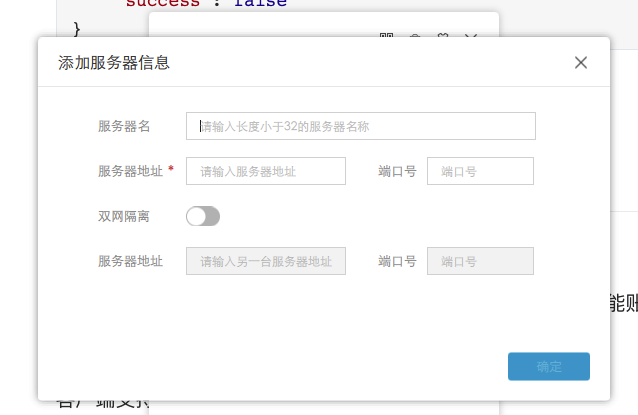 success": false
}
添加服务器信息
服务器名 请输入长度小于32的服务器名称
服务器地址 * 请输入服务器地址 端口号 端口号
双网隔离
服务器地址 请输入另一台服务器地址 端口号 端口号
能账
确定
客户端支持